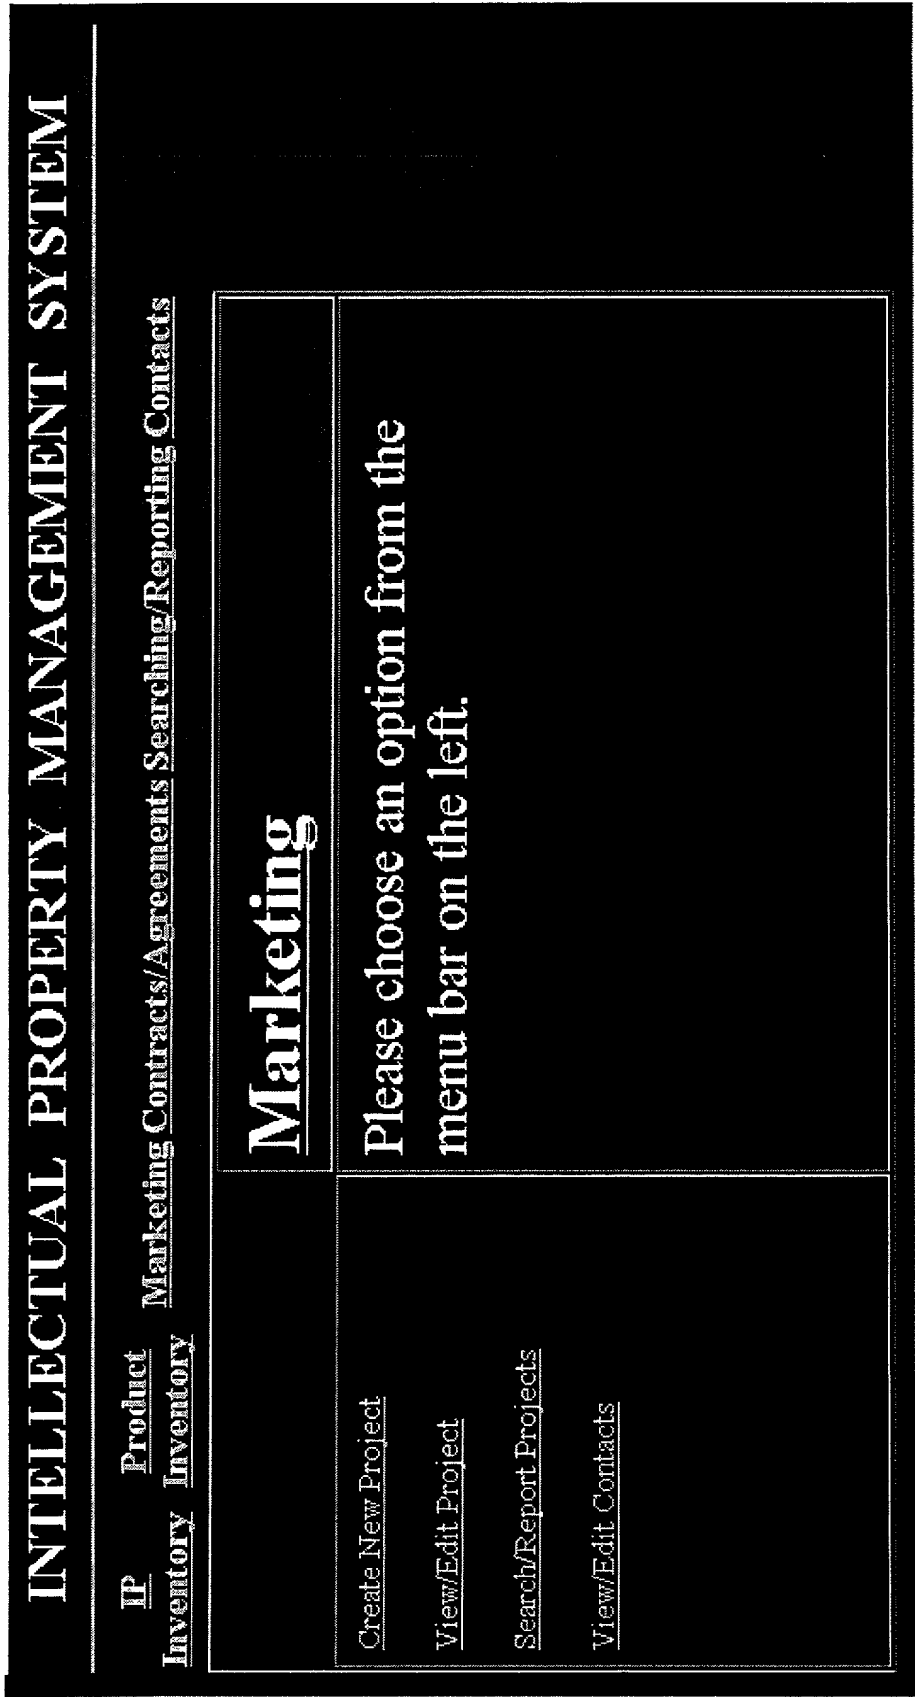 INTELLECTUAL PROPERTY MANAGEMENT SYSTEM
IP Product
Inventory Inventory Marketing Contracts/Agreements Searching/Reporting Contacts
Marketing
Please choose an option from the
menu bar on the left.
Create New Project
View/Edit Project
Search/Report Projects
View/Edit Contacts